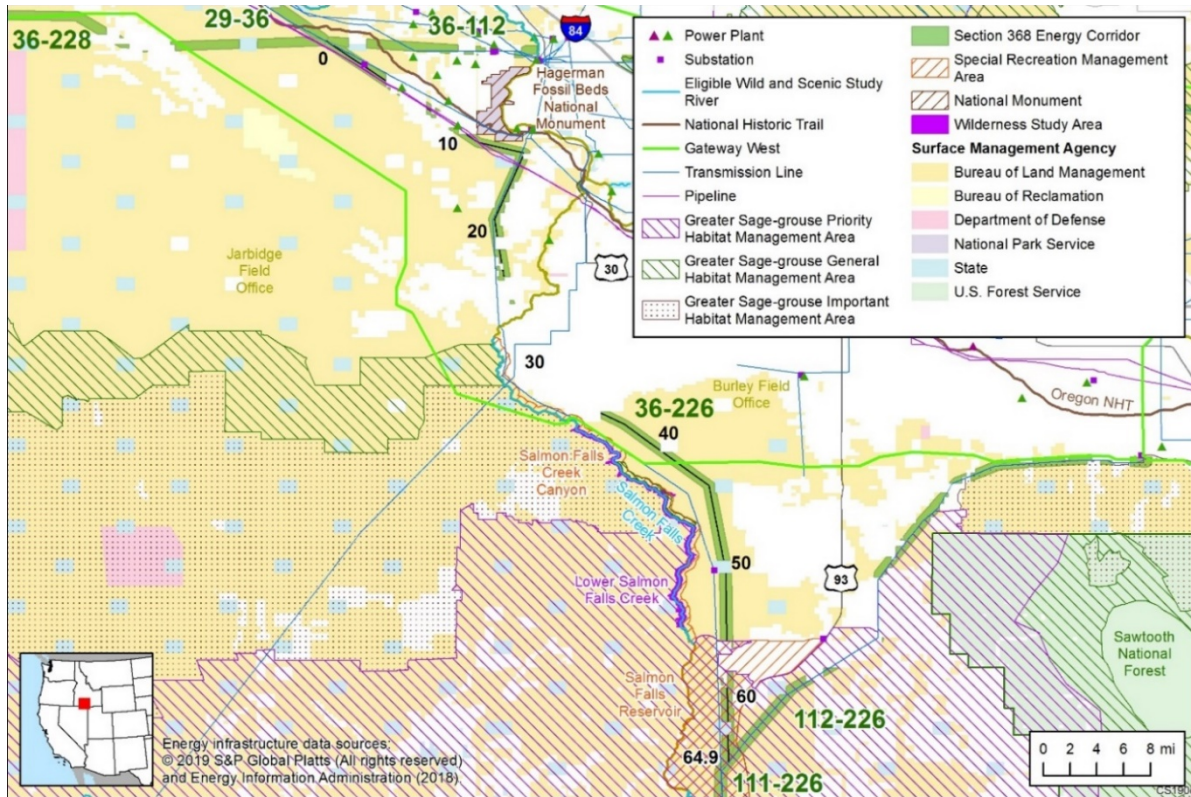 29-36
36-112
36-228
84
0
Hagerman
Fossil Beds
National
Monument
10
20
Jarbidge
Field
Office
30
30
Burley Field
Office
36-226
40
Oregon NHT
Salmon Falls
Creek
Canyon
Salmon Falls
Creek
50
93
Lower Salmon
Falls Creek
Sawtooth
National
Forest
Salmon
Falls
Reservoir
60
112-226
64.9
111-226
Power Plant
Substation
Eligible Wild and Scenic Study
River
National Historic Trail
Gateway West
Transmission Line
Pipeline
Greater Sage-grouse Priority
Habitat Management Area
Greater Sage-grouse General
Habitat Management Area
Greater Sage-grouse Important
Habitat Management Area
Section 368 Energy Corridor
Special Recreation Management
Area
National Monument
Wilderness Study Area
Surface Management Agency
Bureau of Land Management
Bureau of Reclamation
Department of Defense
National Park Service
State
U.S. Forest Service
Energy infrastructure data sources:
© 2019 S&P Global Platts (All rights reserved)
and Energy Information Administration (2018)
0 2 4 6 8 mi